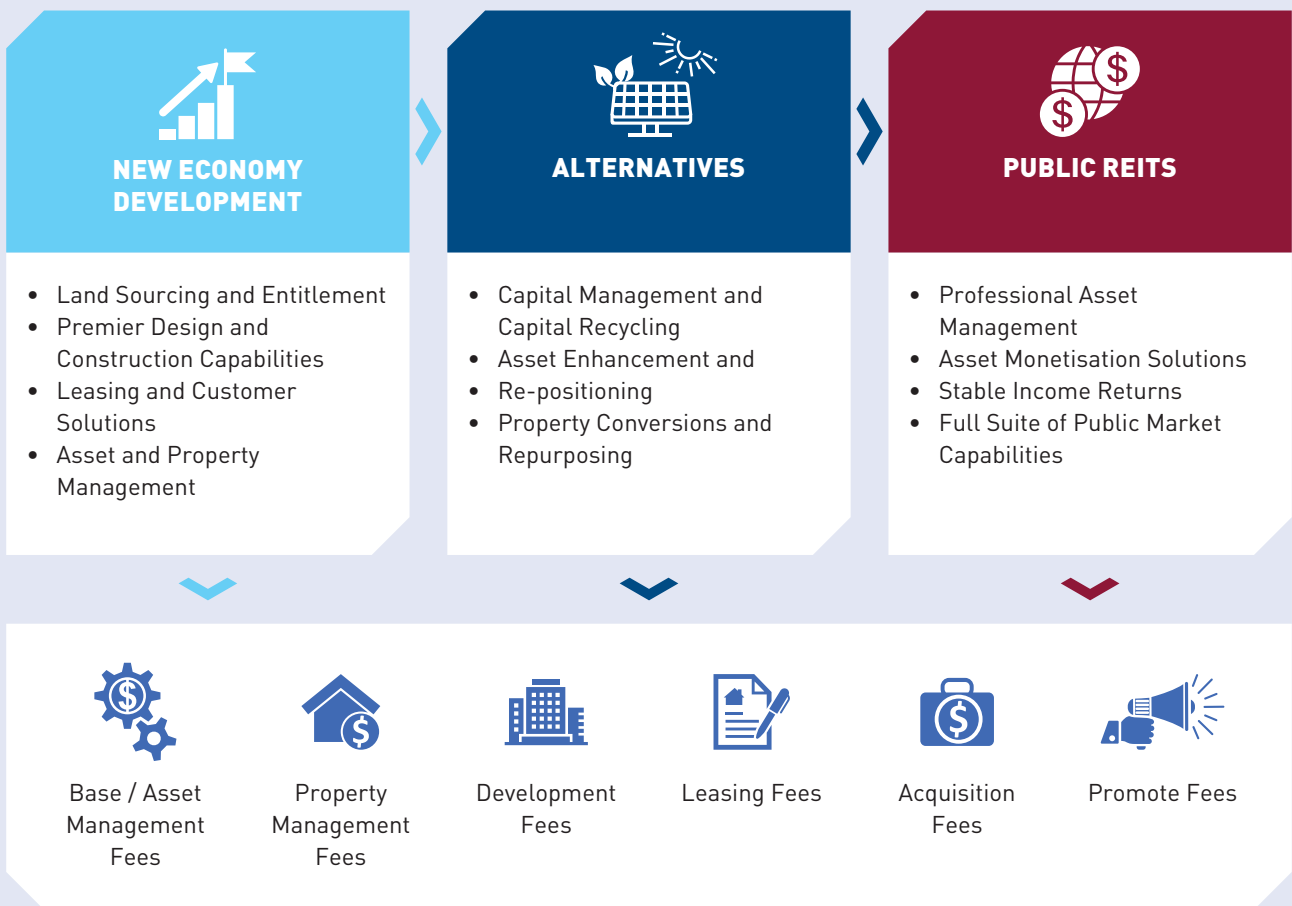 NEW ECONOMY
DEVELOPMENT
• Land Sourcing and Entitlement
• Premier Design and
Construction Capabilities
• Leasing and Customer
Solutions
• Asset and Property
Management
ALTERNATIVES
• Capital Management and
Capital Recycling
• Asset Enhancement and
• Re-positioning
• Property Conversions and
Repurposing
$
$
PUBLIC REITS
• Professional Asset
Management
• Asset Monetisation Solutions
• Stable Income Returns
• Full Suite of Public Market
Capabilities
$
Base / Asset
Management
Fees
$
Property
Management
Fees
Development
Fees
Leasing Fees
$
Acquisition
Fees
Promote Fees